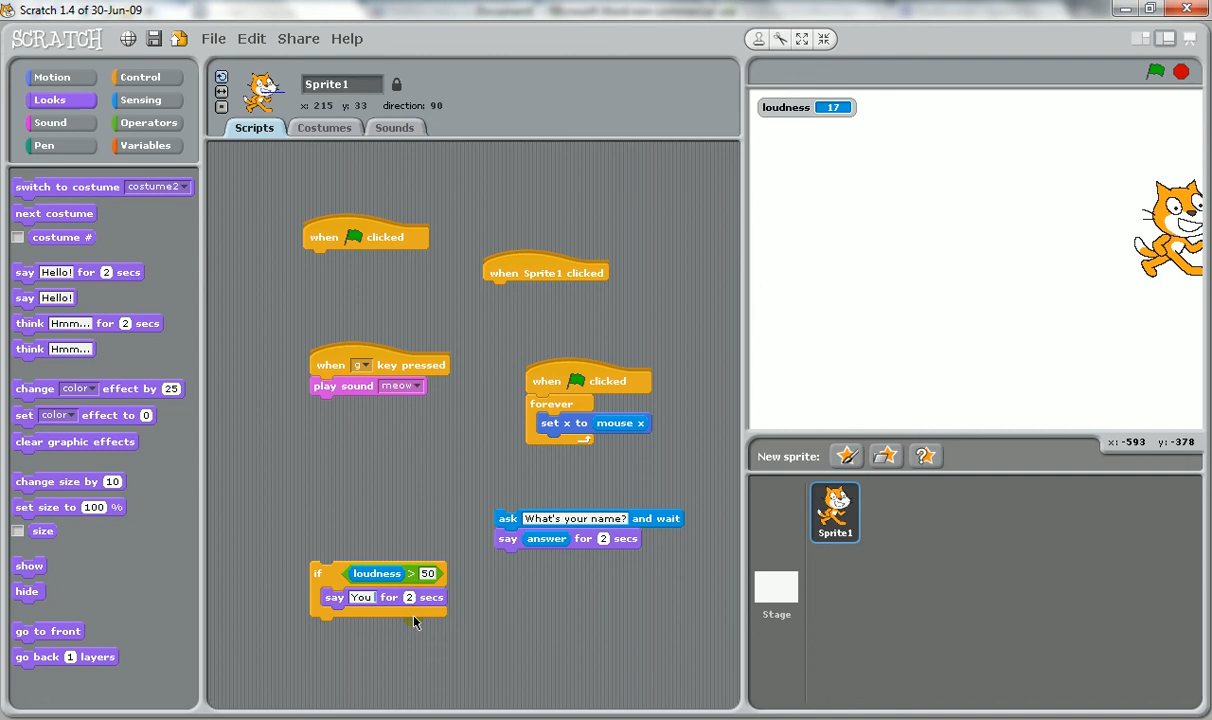 Scratch 1.4 of 30-Jun-09
SCRATCH
File Edit Share Help
Motion Control
Looks Sensing
Sound Operators
Pen Variables
switch to costume costume2
next costume
costume #
say Hello! for 2 secs
say Hello!
think Hmm... for 2 secs
think Hmm...
change color effect by 25
set color effect to 0
clear graphic effects
change size by 10
set size to 100 %
size
show
hide
go to front
go back 1 layers
Sprite1
x: 215 y: 33 direction: 90
Scripts Costumes Sounds
when clicked
when Sprite1 clicked
when g key pressed
play sound meow
when clicked
forever
set x to mouse x
ask What's your name? and wait
say answer for 2 secs
if loudness > 50
say You for 2 secs
loudness 17
x: -593 y: -378
New sprite:
Sprite1
Stage